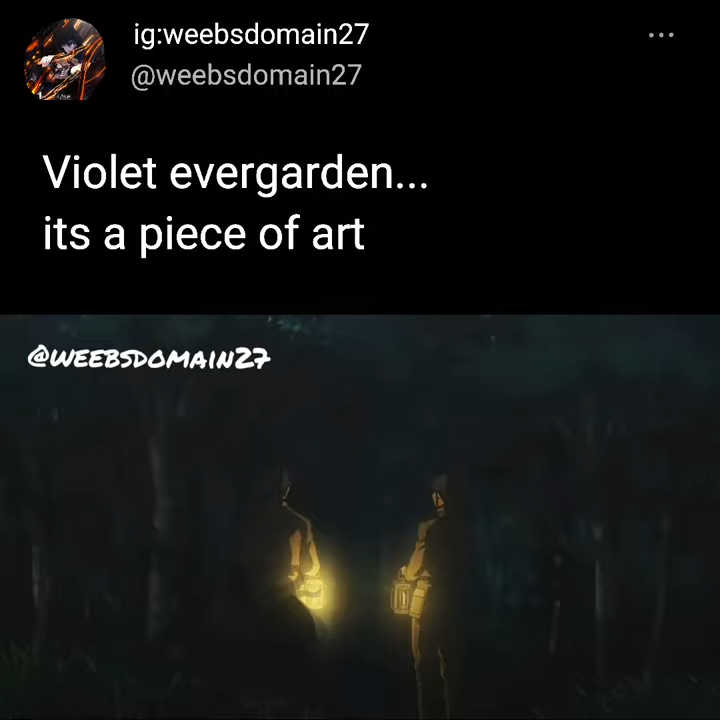 ig:weebsdomain27
@weebsdomain27
Violet evergarden...
its a piece of art
@WEEBSDOMAIN27